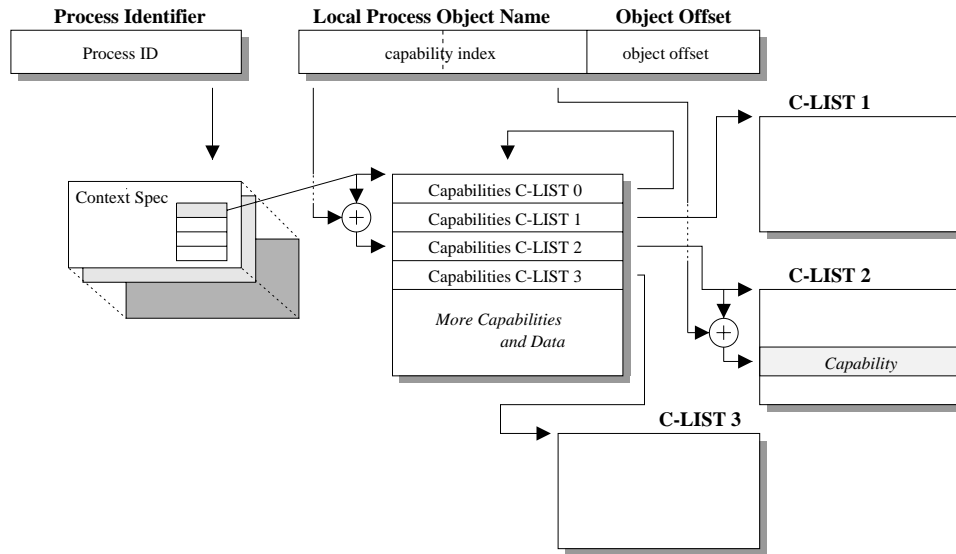 Process Identifier
Local Process Object Name
Object Offset
Process ID
capability index
object offset
C-LIST 1
Context Spec
Capabilities C-LIST 0
Capabilities C-LIST 1
Capabilities C-LIST 2
Capabilities C-LIST 3
More Capabilities
and Data
C-LIST 2
Capability
C-LIST 3